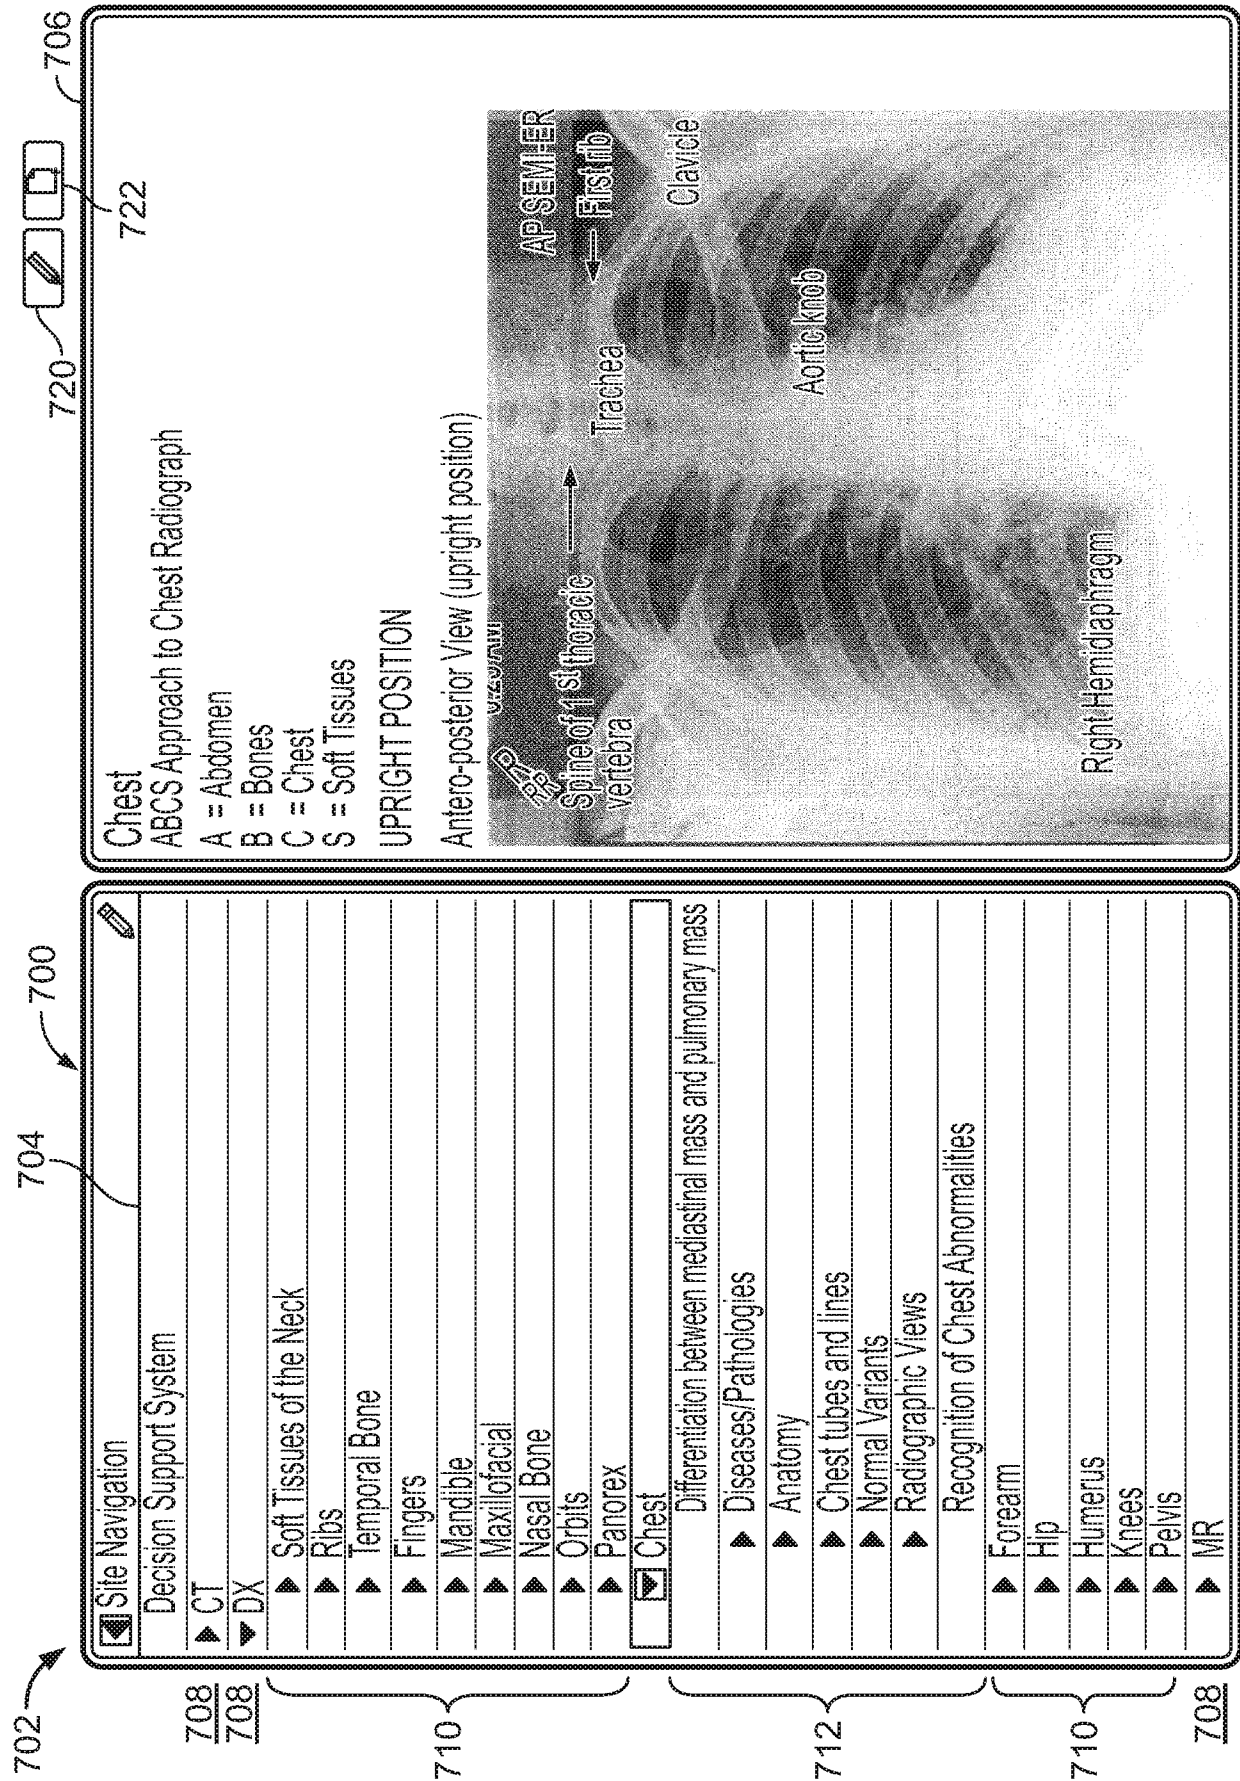 702
700
704
706
720
722
Site Navigation
Decision Support System
708
CT
708
DX
710
Soft Tissues of the Neck
Ribs
Temporal Bone
Fingers
Mandible
Maxillofacial
Nasal Bone
Orbits
Panorex
Chest
712
Differentiation between mediastinal mass and pulmonary mass
Diseases/Pathologies
Anatomy
Chest tubes and lines
Normal Variants
Radiographic Views
Recognition of Chest Abnormalities
710
Forearm
Hip
Humerus
Knees
Pelvis
708
MR
Chest
ABCS Approach to Chest Radiograph
A = Abdomen
B = Bones
C = Chest
S = Soft Tissues
UPRIGHT POSITION
Antero-posterior View (upright position)
AP SEMI-ER
RR
Spine of 1 st thoracic
vertebra
Trachea
First rib
Clavicle
Aortic knob
Right Hemidiaphragm